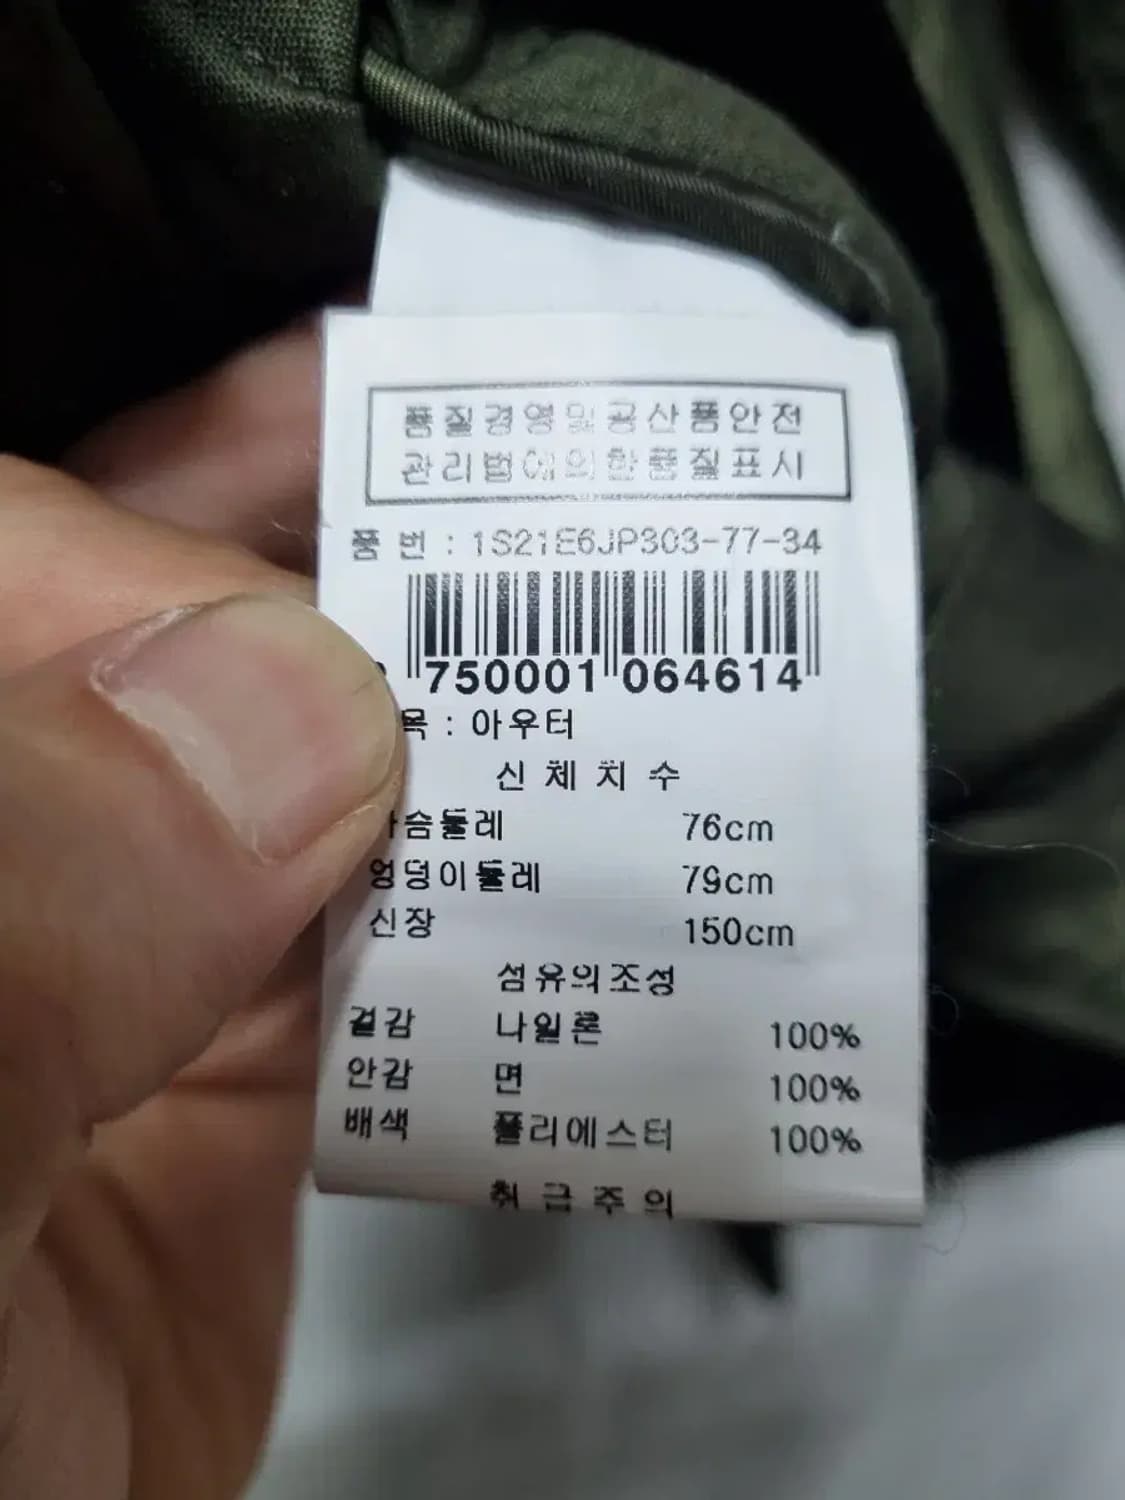 품질경영및공산품안전
관리법에의한품질표시
품 번 : 1S21E6JP303-77-34
750001 064614
목 : 아우터
신 체 치 수
가슴둘레 76cm
엉덩이둘레 79cm
신장 150cm
섬유의조성
겉감 나일론 100%
안감 면 100%
배색 폴리에스터 100%
취 급 주 의